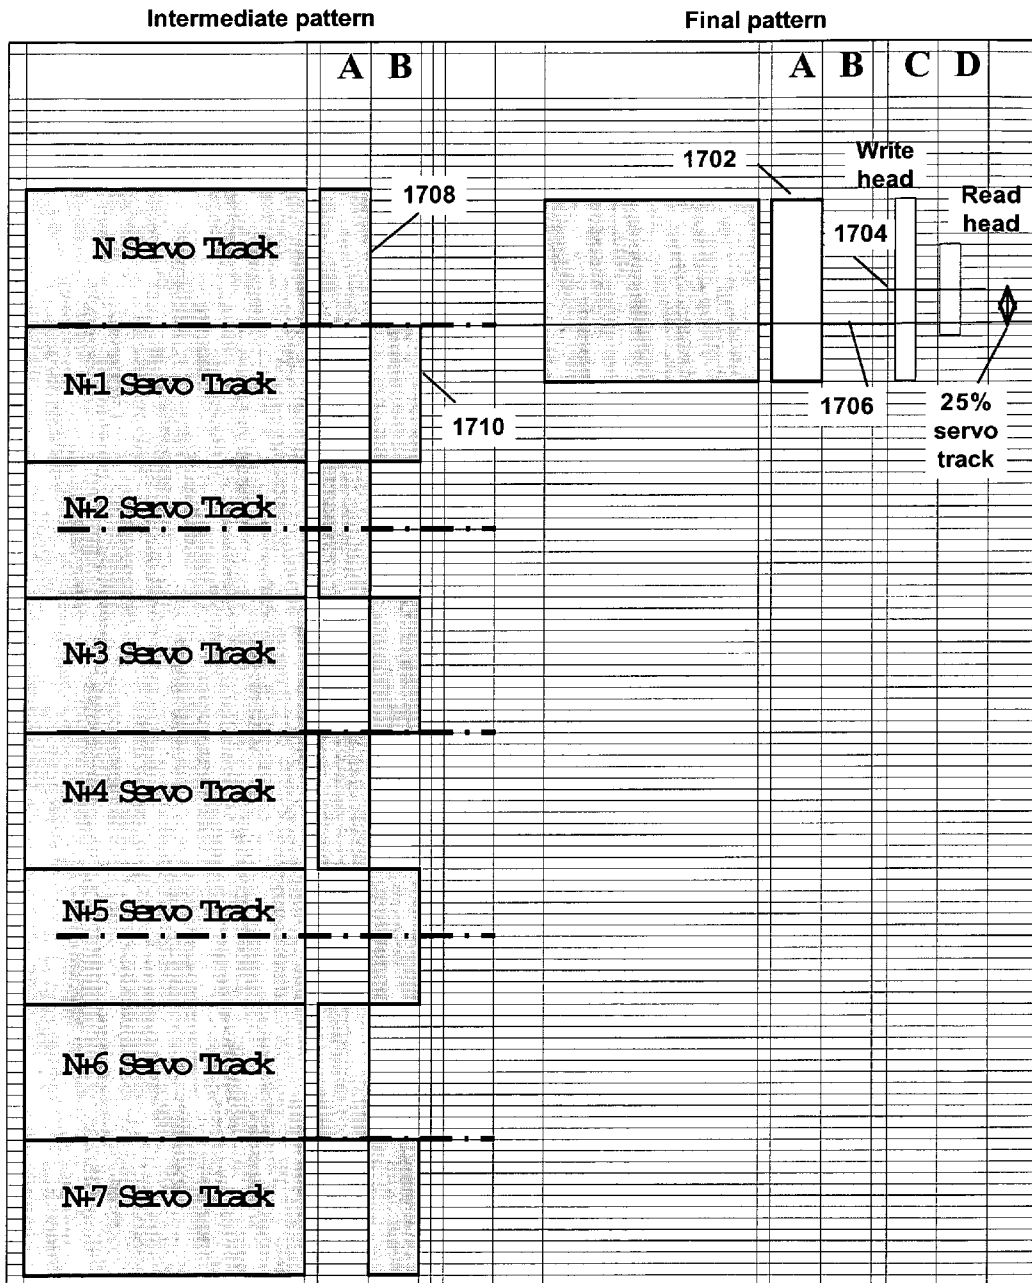 Intermediate pattern
Final pattern
A B
A B C D
1702
Write
head
1708
Read
head
N Servo Track
1704
N+1 Servo Track
1706
25%
servo
track
1710
N+2 Servo Track
N+3 Servo Track
N+4 Servo Track
N+5 Servo Track
N+6 Servo Track
N+7 Servo Track